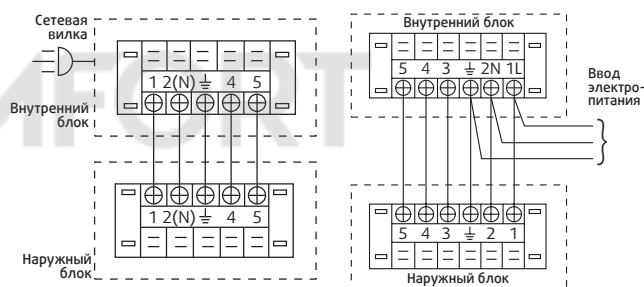 Сетевая
вилка
1 2(N) ⏚ 4 5
Внутренний
блок
1 2(N) ⏚ 4 5
Наружный
блок
Внутренний блок
5 4 3 ⏚ 2N 1L
Ввод
электро-
питания
5 4 3 ⏚ 2 1
Наружный блок